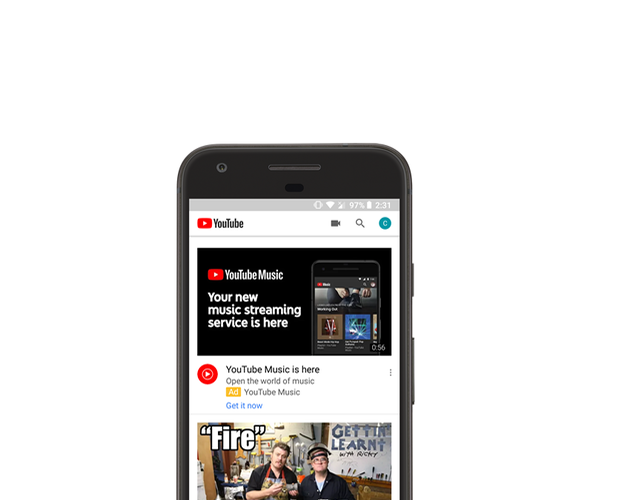 97% 2:31
YouTube
C
YouTube Music
Your new
music streaming
service is here
Music
Working Out
0:56
YouTube Music is here
Open the world of music
Ad YouTube Music
Get it now
"Fire"
GETTIN'
LEARNT
WITH RICKY